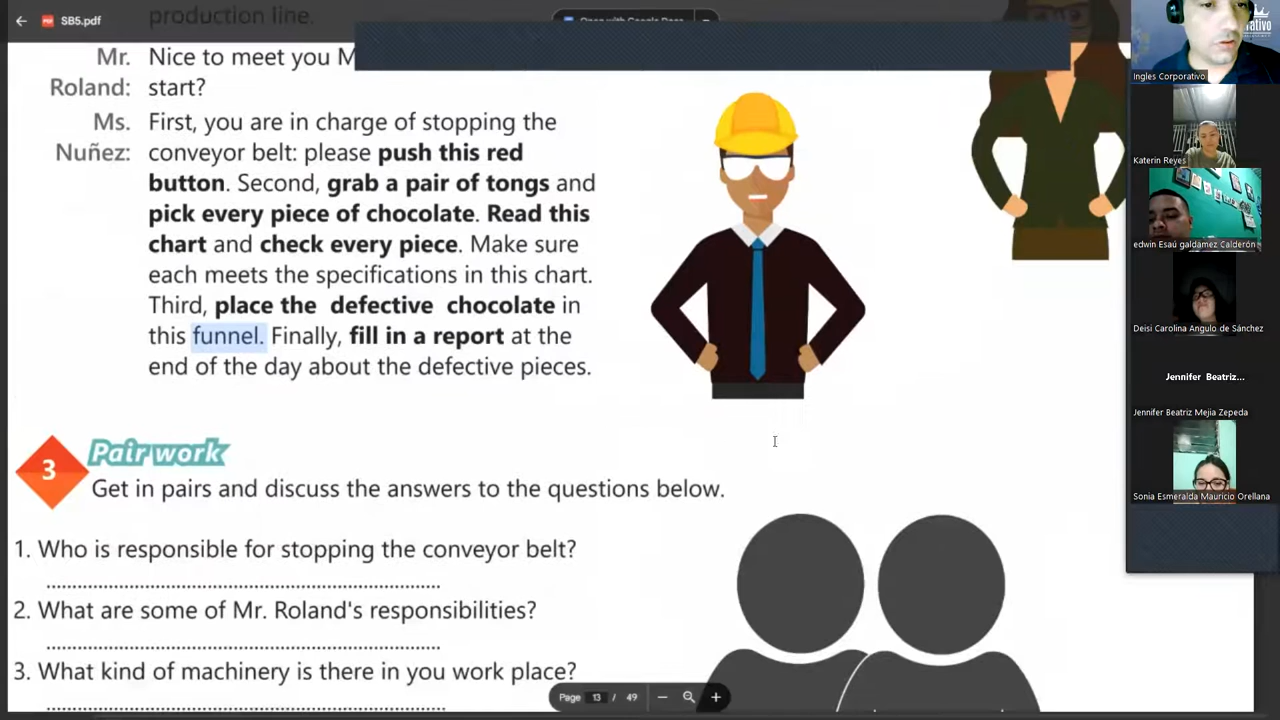 SB5.pdf
production line.
Mr. Nice to meet you
Roland: start?
Ms. First, you are in charge of stopping the
Nuñez: conveyor belt: please push this red
button. Second, grab a pair of tongs and
pick every piece of chocolate. Read this
chart and check every piece. Make sure
each meets the specifications in this chart.
Third, place the defective chocolate in
this funnel. Finally, fill in a report at the
end of the day about the defective pieces.
3 Pair work
Get in pairs and discuss the answers to the questions below.
1. Who is responsible for stopping the conveyor belt?
2. What are some of Mr. Roland's responsibilities?
3. What kind of machinery is there in you work place?
Page 13 / 49
Ingles Corporativo
Katerin Reyes
edwin Esaú galdamez Calderón
Deisi Carolina Angulo de Sánchez
Jennifer Beatriz...
Jennifer Beatriz Mejia Zepeda
Sonia Esmeralda Mauricio Orellana